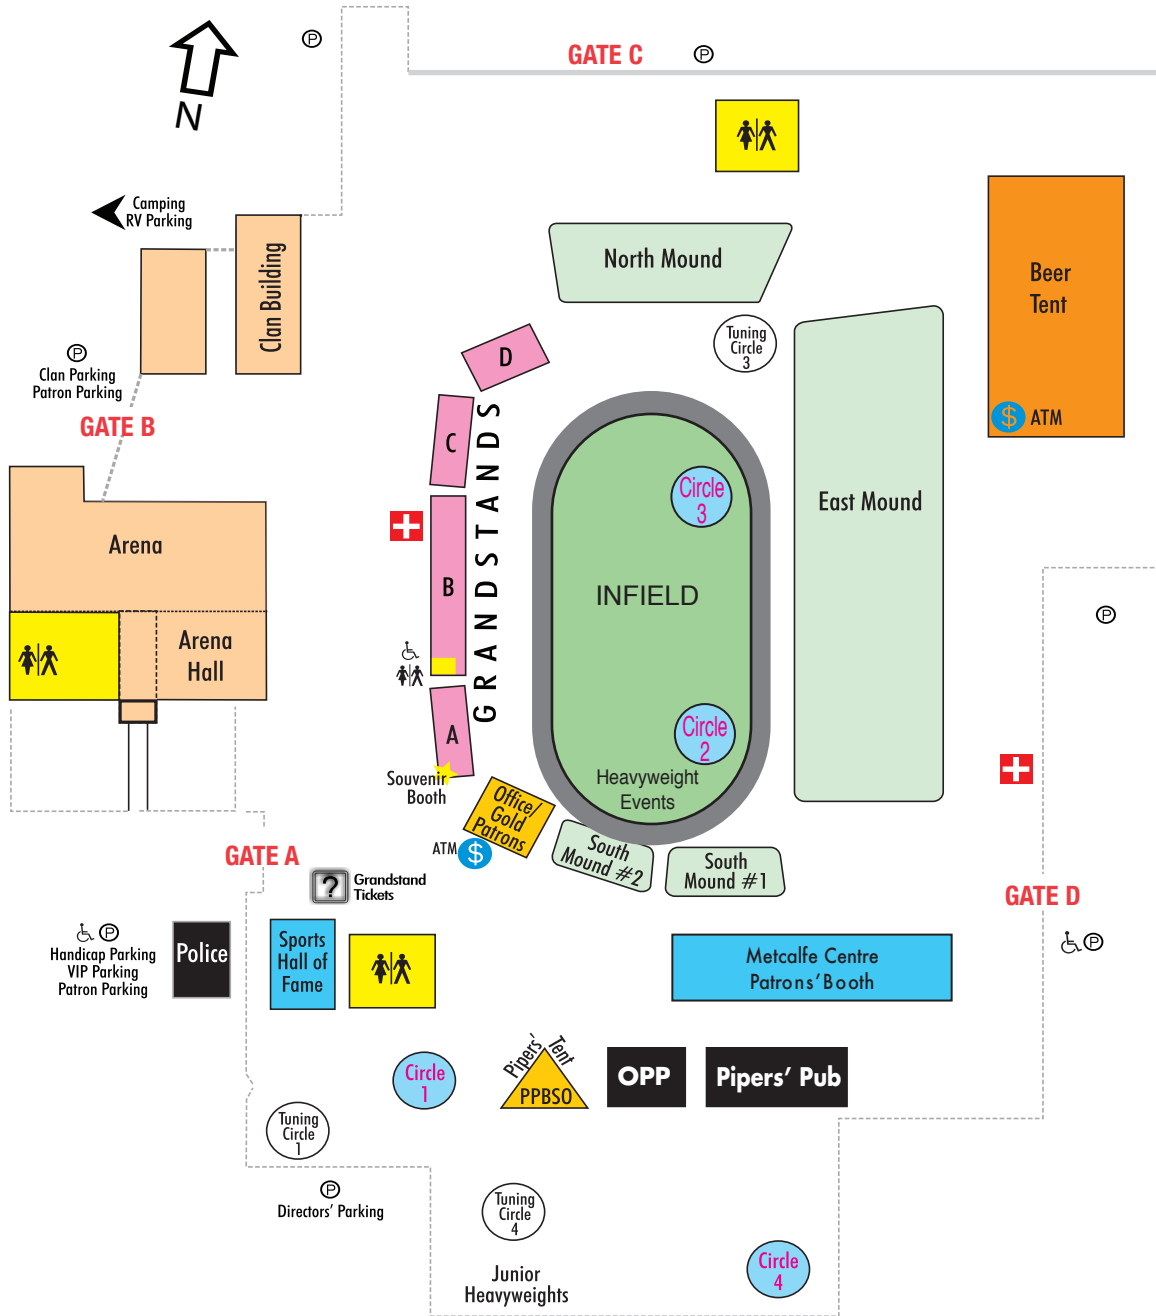 P
GATE C
P
N
Camping
RV Parking
Clan Building
North Mound
Beer
Tent
Tuning
Circle
3
P
Clan Parking
Patron Parking
D
$ ATM
C
GATE B
GRANDSTANDS
Circle
3
East Mound
Arena
B
INFIELD
P
Arena
Hall
A
Circle
2
Souvenir
Booth
Heavyweight
Events
Office/
Gold
Patrons
ATM $
South
Mound #2
South
Mound #1
GATE A
? Grandstand
Tickets
GATE D
P
Handicap Parking
VIP Parking
Patron Parking
Police
Sports
Hall of
Fame
Metcalfe Centre
Patrons' Booth
P
Pipers' Tent
PPBSO
OPP
Pipers' Pub
Circle
1
Tuning
Circle
1
P
Directors' Parking
Tuning
Circle
4
Circle
4
Junior
Heavyweights